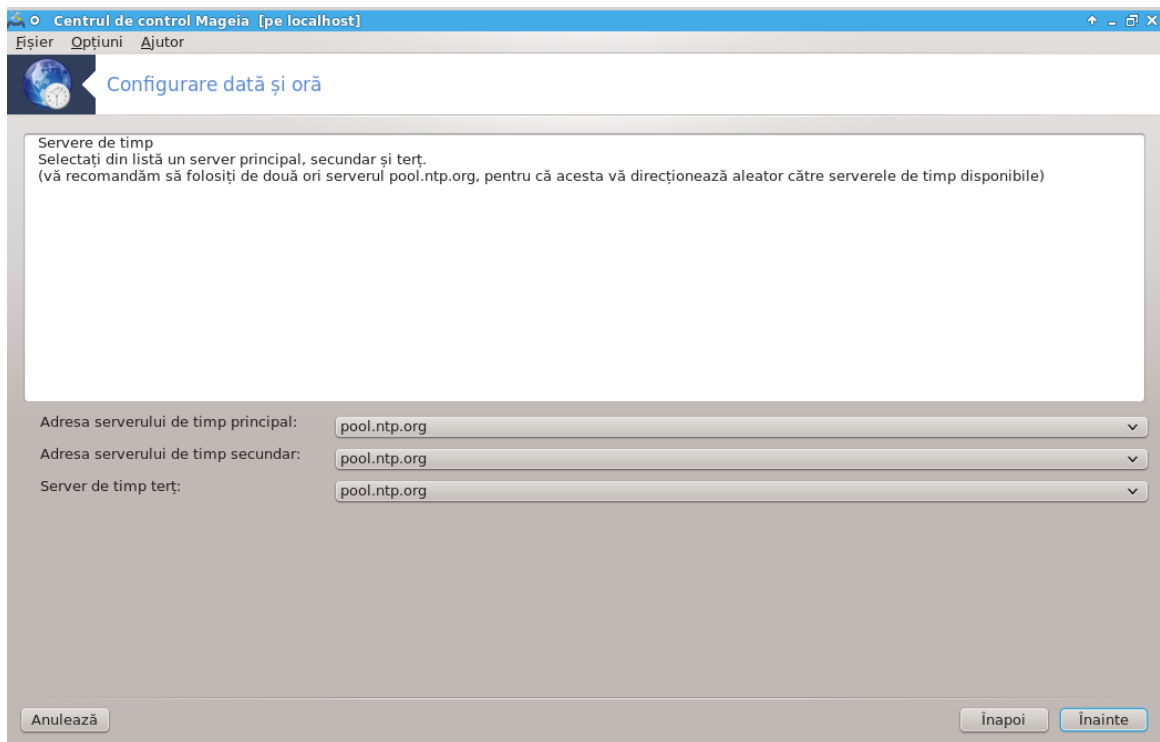 Centrul de control Mageia [pe localhost]
Fișier Opțiuni Ajutor
Configurare dată și oră
Servere de timp
Selectați din listă un server principal, secundar și terț.
(vă recomandăm să folosiți de două ori serverul pool.ntp.org, pentru că acesta vă direcționează aleator către serverele de timp disponibile)
Adresa serverului de timp principal: pool.ntp.org
Adresa serverului de timp secundar: pool.ntp.org
Server de timp terț: pool.ntp.org
Anulează Înapoi Înainte